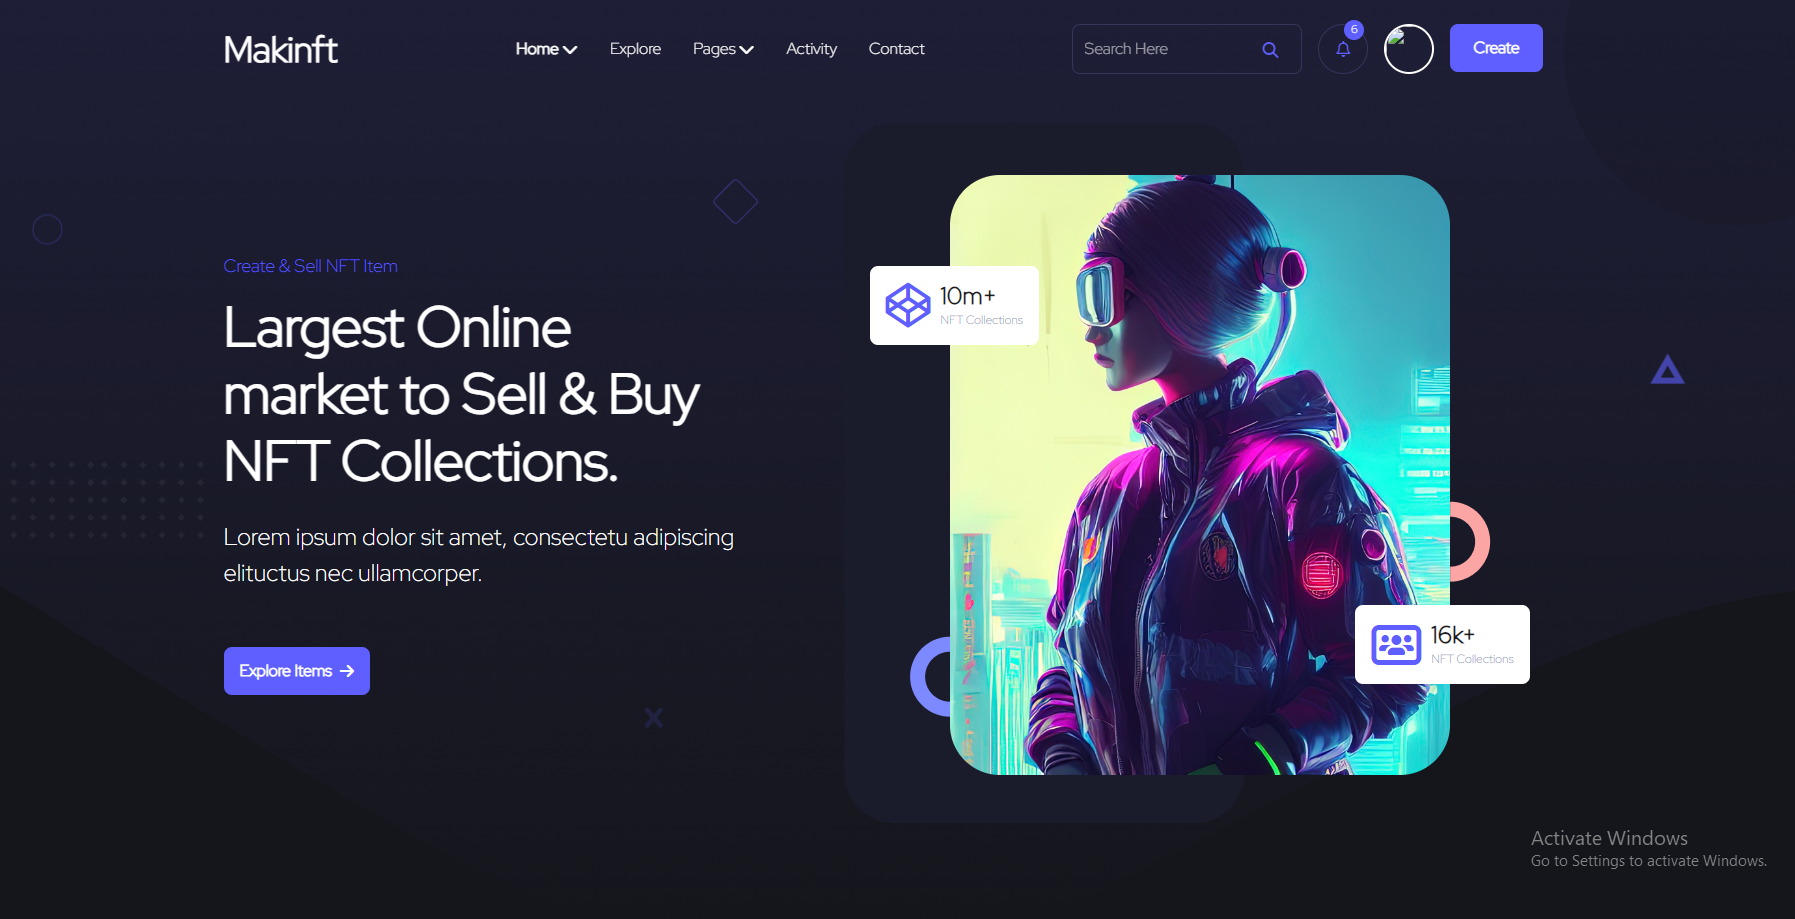 Makinft
Home
Explore
Pages
Activity
Contact
Search Here
6
Create
Create & Sell NFT Item
Largest Online
market to Sell & Buy
NFT Collections.
Lorem ipsum dolor sit amet, consectetu adipiscing
elituctus nec ullamcorper.
Explore Items
10m+
NFT Collections
16k+
NFT Collections
Activate Windows
Go to Settings to activate Windows.